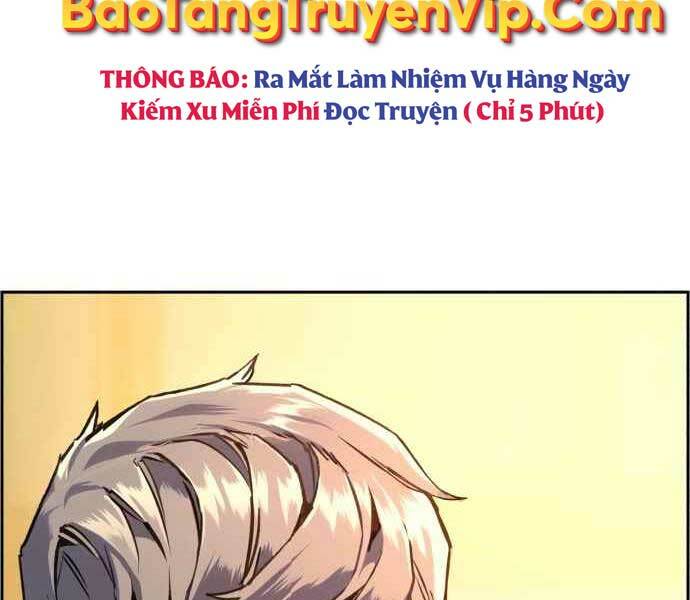 BaoTangTruyenVip.Com
THÔNG BÁO: Ra Mắt Làm Nhiệm Vụ Hàng Ngày
Kiếm Xu Miễn Phí Đọc Truyện ( Chỉ 5 Phút)